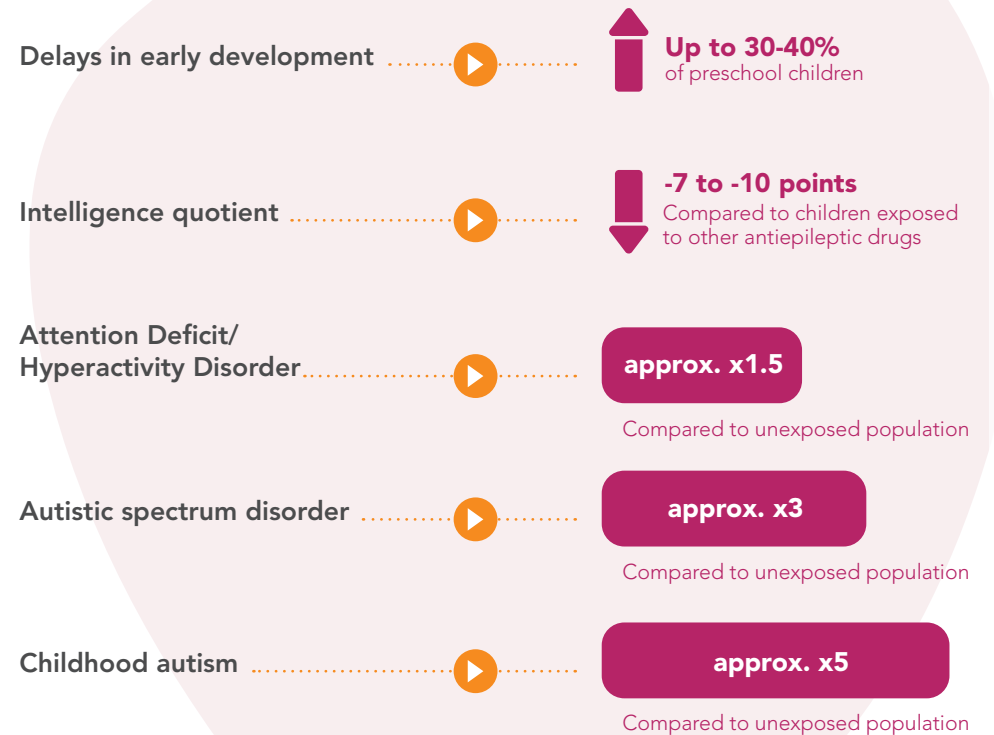 Delays in early development
Up to 30-40%
of preschool children
Intelligence quotient
-7 to -10 points
Compared to children exposed
to other antiepileptic drugs
Attention Deficit/
Hyperactivity Disorder
approx. x1.5
Compared to unexposed population
Autistic spectrum disorder
approx. x3
Compared to unexposed population
Childhood autism
approx. x5
Compared to unexposed population